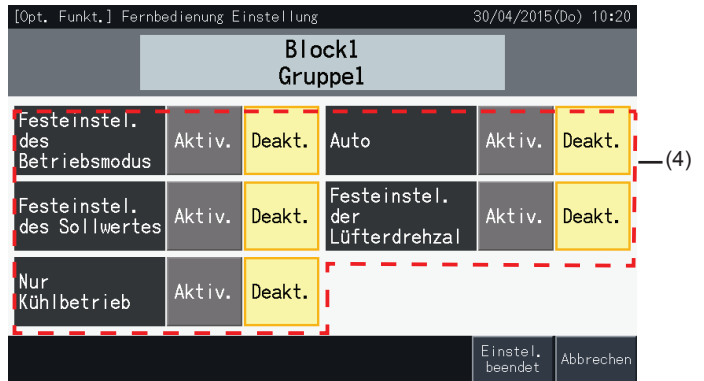 [Opt. Funkt.] Fernbedienung Einstellung 30/04/2015(Do) 10:20
Block1
Gruppe1
Festeinstel.
des
Betriebsmodus
Aktiv. Deakt.
Auto
Aktiv. Deakt.
(4)
Festeinstel.
des Sollwertes
Aktiv. Deakt.
Festeinstel.
der
Lüfterdrehzal
Aktiv. Deakt.
Nur
Kühlbetrieb
Aktiv. Deakt.
Einstel.
beendet
Abbrechen